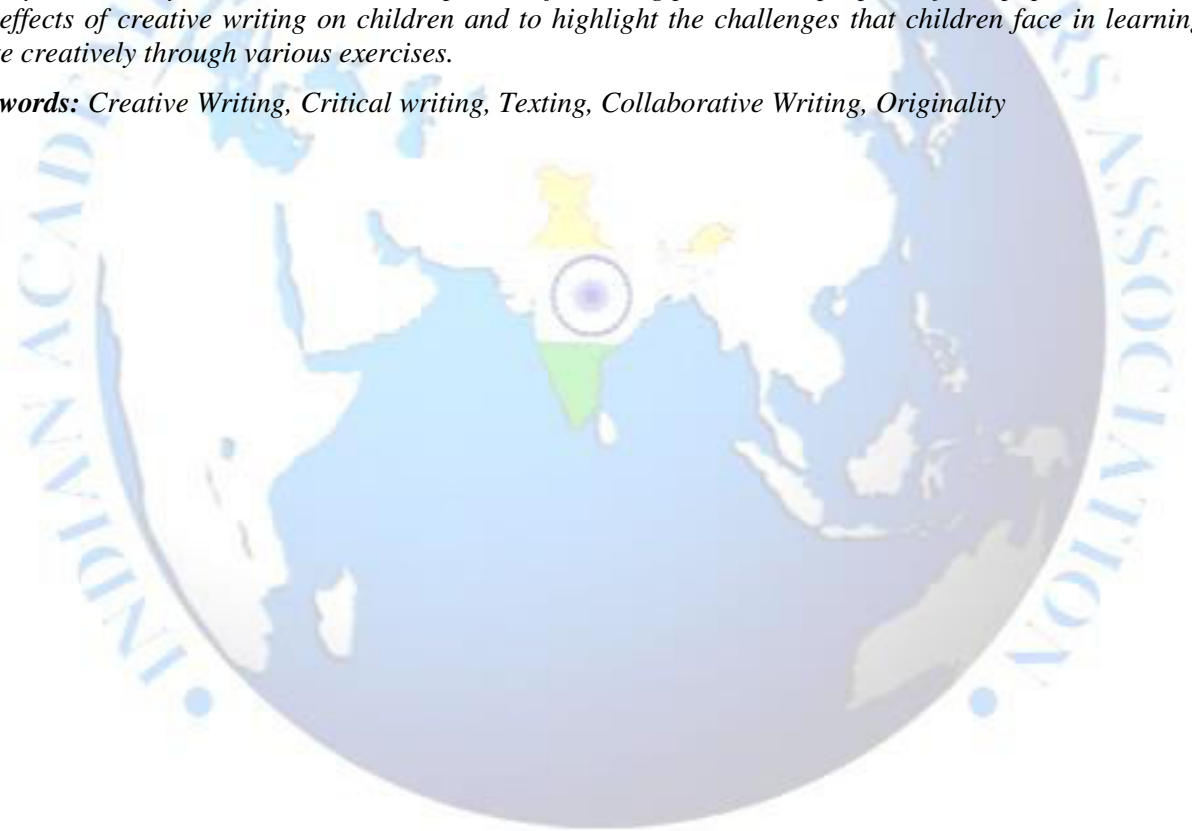 effects of creative writing on children and to highlight the challenges that children face in learning
e creatively through various exercises.
words: Creative Writing, Critical writing, Texting, Collaborative Writing, Originality
INDIAN ACAD
RS ASSOCIATION